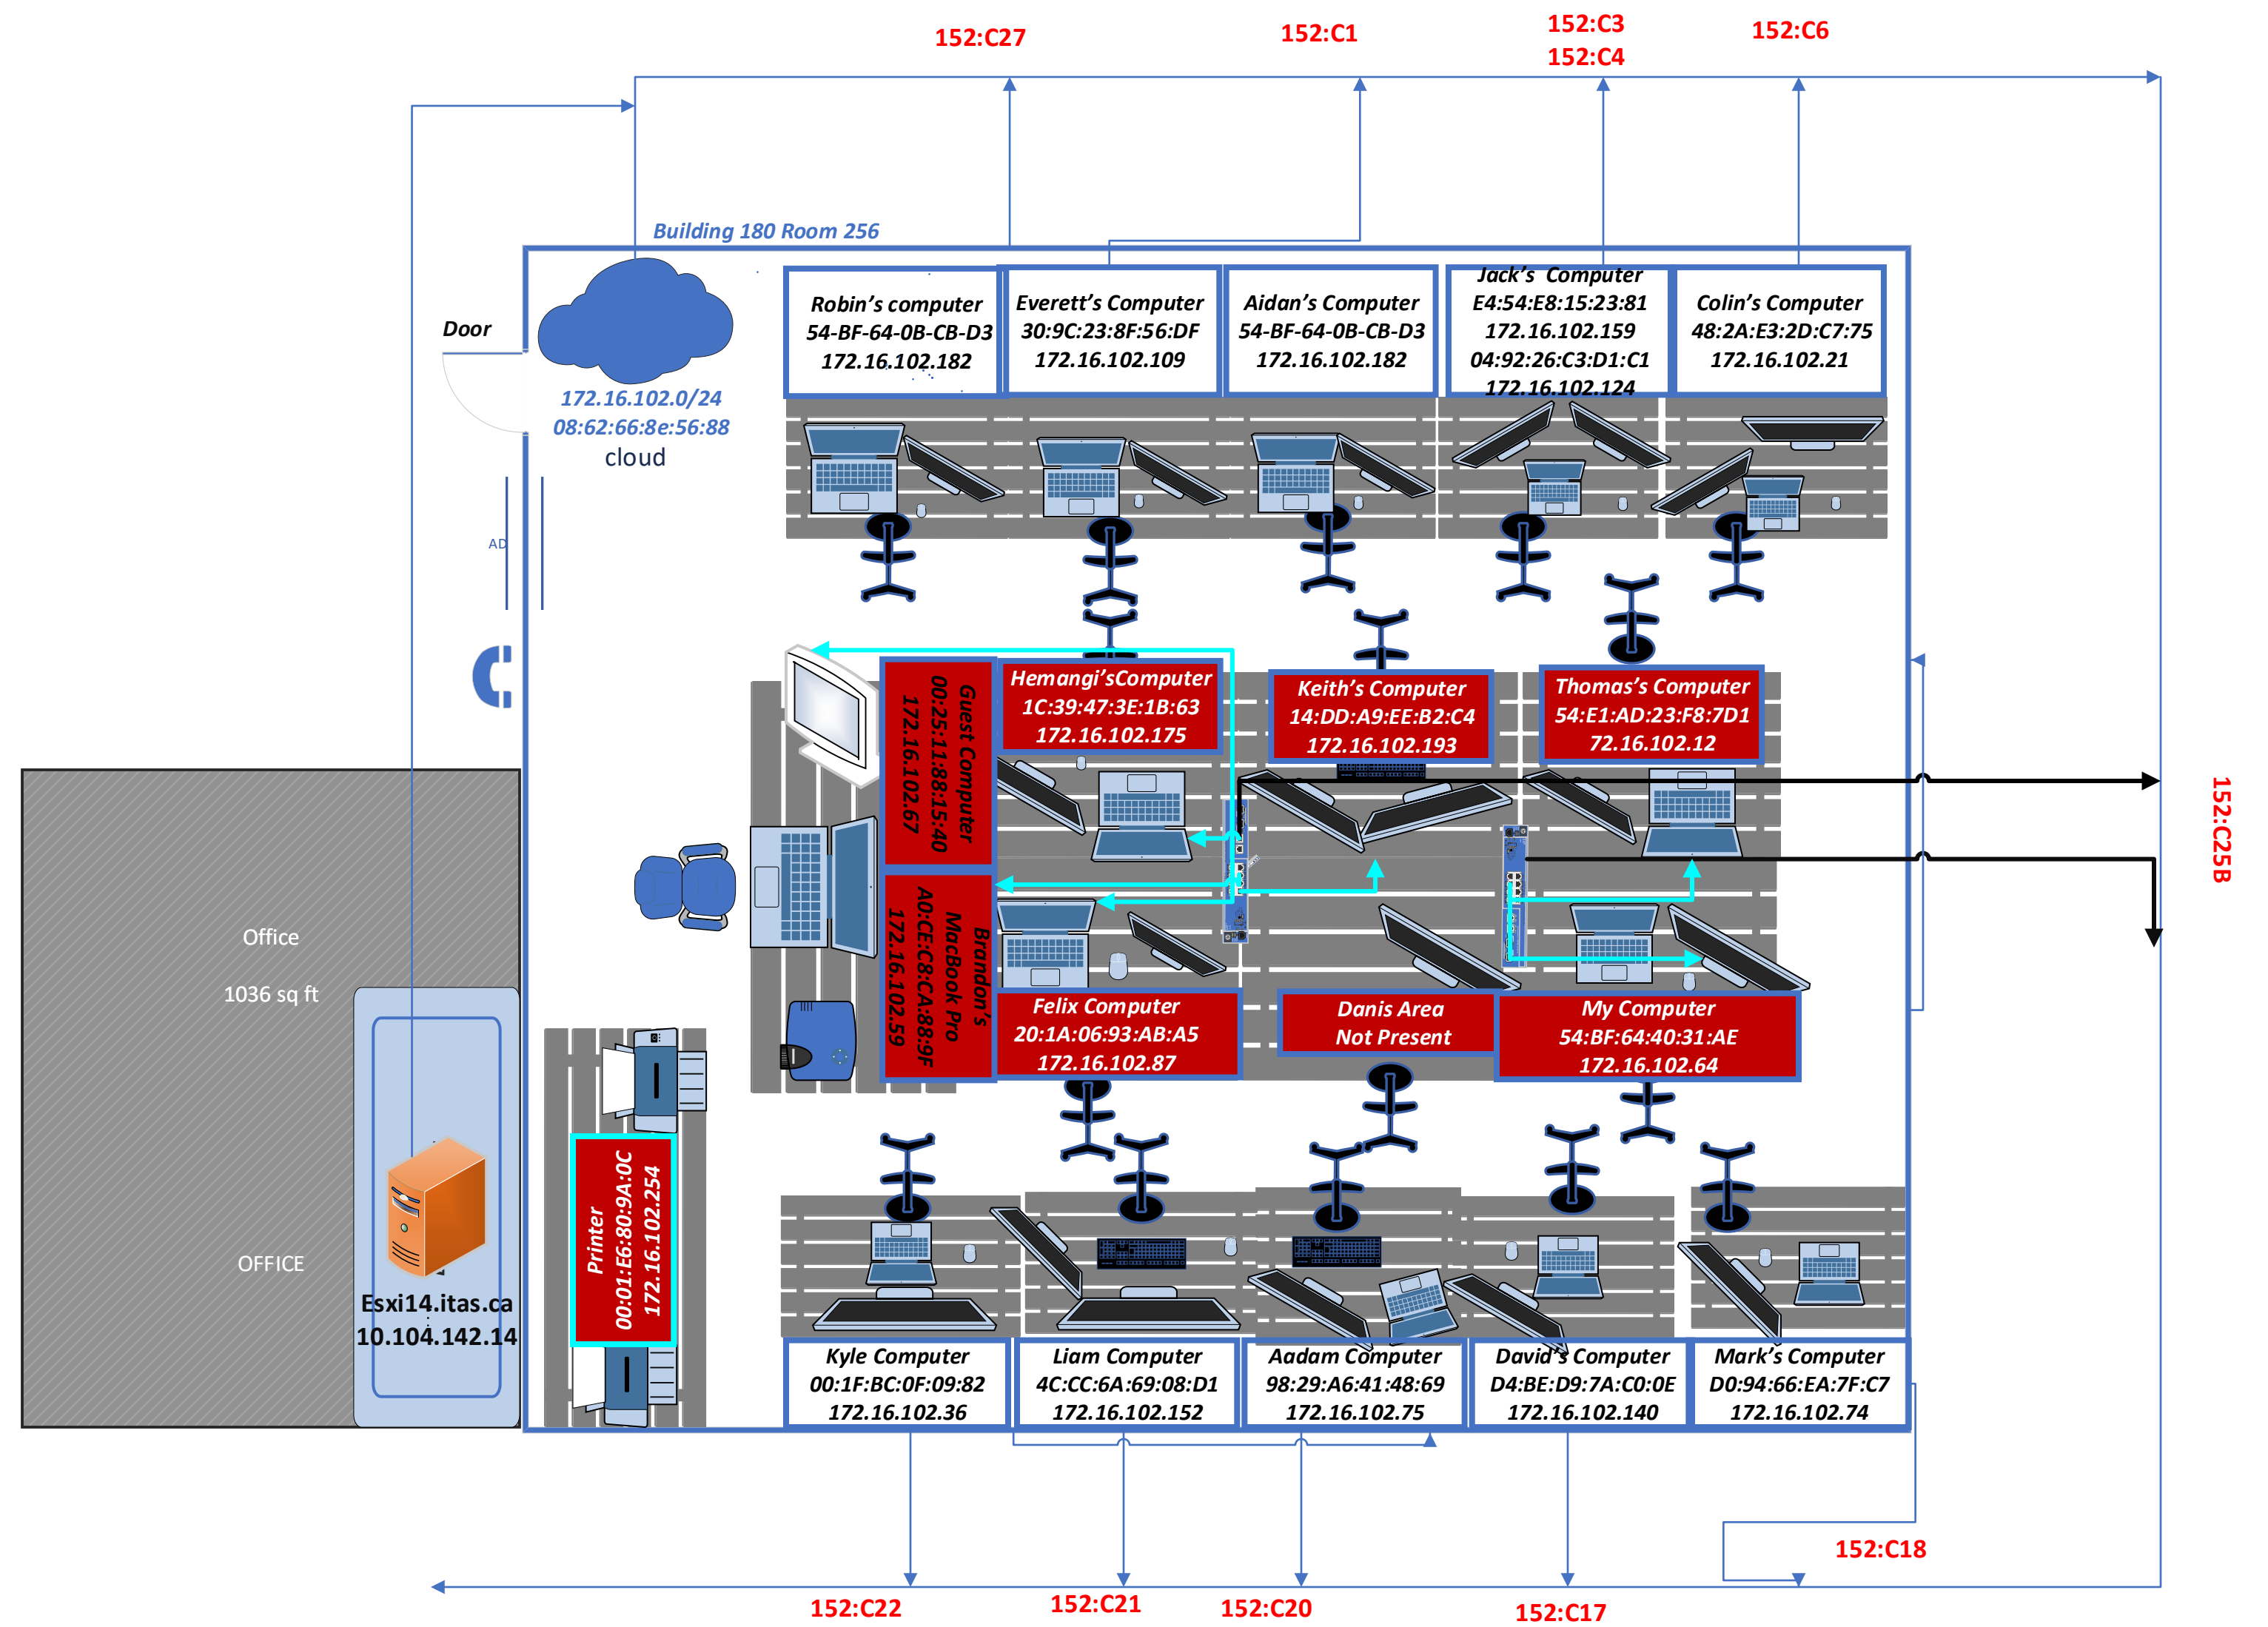 152:C27
152:C1
152:C3
152:C4
152:C6
Building 180 Room 256
Door
172.16.102.0/24
08:62:66:8e:56:88
cloud
AD
Robin's computer
54-BF-64-0B-CB-D3
172.16.102.182
Everett's Computer
30:9C:23:8F:56:DF
172.16.102.109
Aidan's Computer
54-BF-64-0B-CB-D3
172.16.102.182
Jack's Computer
E4:54:E8:15:23:81
172.16.102.159
04:92:26:C3:D1:C1
172.16.102.124
Colin's Computer
48:2A:E3:2D:C7:75
172.16.102.21
Guest Computer
00:25:11:88:15:40
172.16.102.67
Hemangi'sComputer
1C:39:47:3E:1B:63
172.16.102.175
Keith's Computer
14:DD:A9:EE:B2:C4
172.16.102.193
Thomas's Computer
54:E1:AD:23:F8:7D1
72.16.102.12
152:C25B
Brandon's
MacBook Pro
A0:CE:C8:CA:88:9F
172.16.102.59
Felix Computer
20:1A:06:93:AB:A5
172.16.102.87
Danis Area
Not Present
My Computer
54:BF:64:40:31:AE
172.16.102.64
Office
1036 sq ft
OFFICE
Esxi14.itas.ca
10.104.142.14
Printer
00:01:E6:80:9A:0C
172.16.102.254
Kyle Computer
00:1F:BC:0F:09:82
172.16.102.36
Liam Computer
4C:CC:6A:69:08:D1
172.16.102.152
Aadam Computer
98:29:A6:41:48:69
172.16.102.75
David's Computer
D4:BE:D9:7A:C0:0E
172.16.102.140
Mark's Computer
D0:94:66:EA:7F:C7
172.16.102.74
152:C18
152:C22
152:C21
152:C20
152:C17